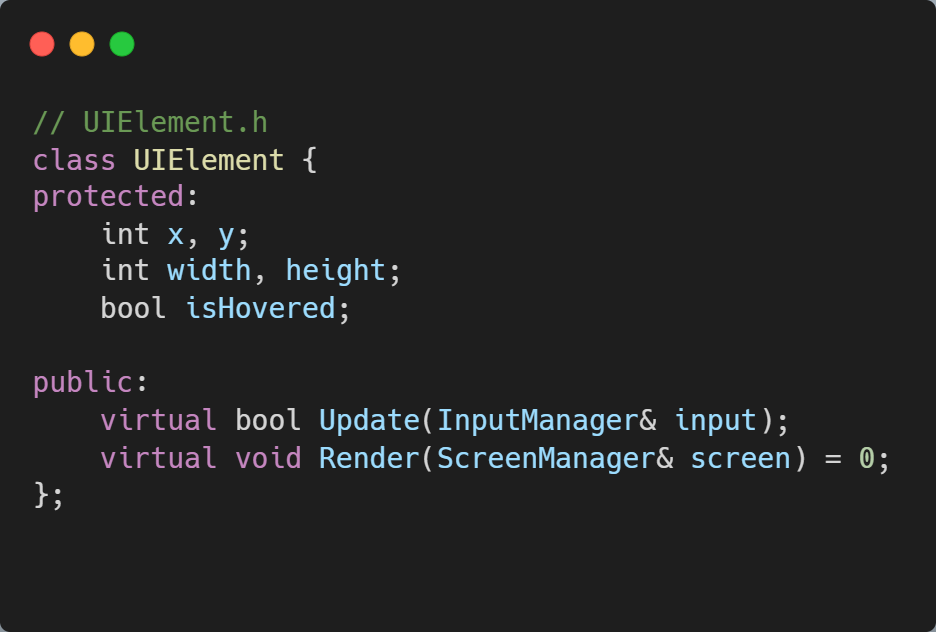 // UIElement.h
class UIElement {
protected:
    int x, y;
    int width, height;
    bool isHovered;

public:
    virtual bool Update(InputManager& input);
    virtual void Render(ScreenManager& screen) = 0;
};